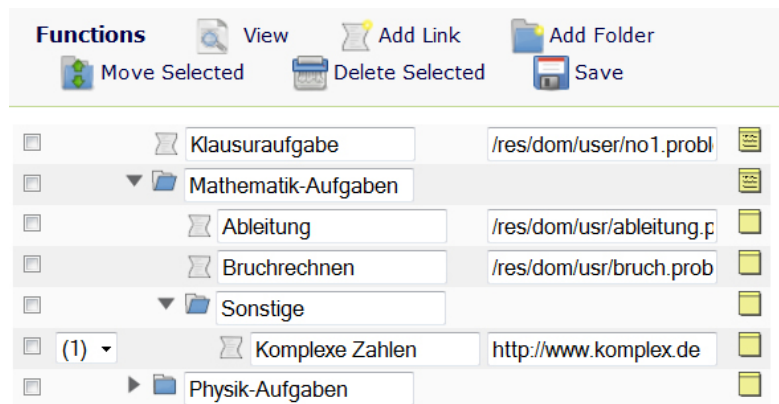 Functions View Add Link Add Folder
Move Selected Delete Selected Save
Klausuraufgabe /res/dom/user/no1.probl
Mathematik-Aufgaben
Ableitung /res/dom/usr/ableitung.p
Bruchrechnen /res/dom/usr/bruch.prob
Sonstige
(1) Komplexe Zahlen http://www.komplex.de
Physik-Aufgaben